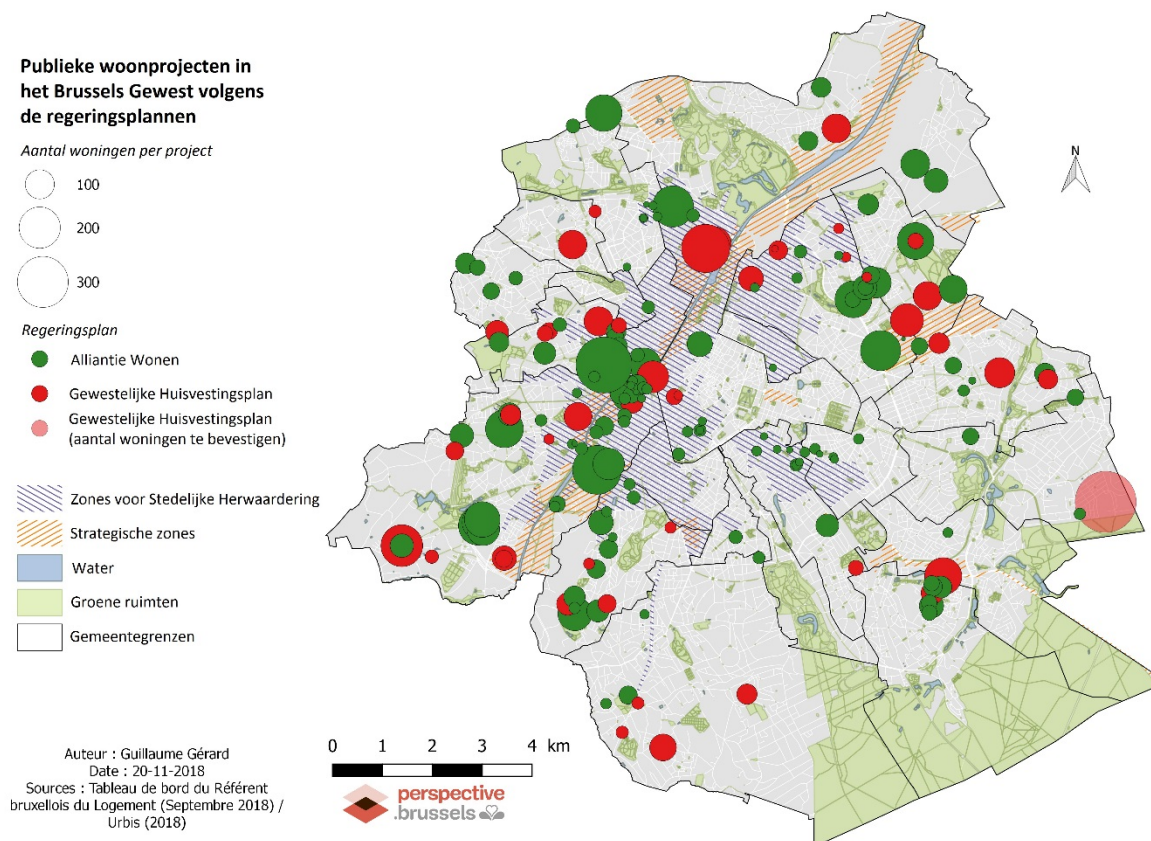 Publieke woonprojecten in
het Brussels Gewest volgens
de regeringsplannen
Aantal woningen per project
100
200
300
Regeringsplan
Alliantie Wonen
Gewestelijke Huisvestingsplan
Gewestelijke Huisvestingsplan
(aantal woningen te bevestigen)
Zones voor Stedelijke Herwaardering
Strategische zones
Water
Groene ruimten
Gemeentegrenzen
Auteur : Guillaume Gérard
Date : 20-11-2018
Sources : Tableau de bord du Référent
bruxellois du Logement (Septembre 2018) /
Urbis (2018)
0 1 2 3 4 km
perspective
.brussels
N